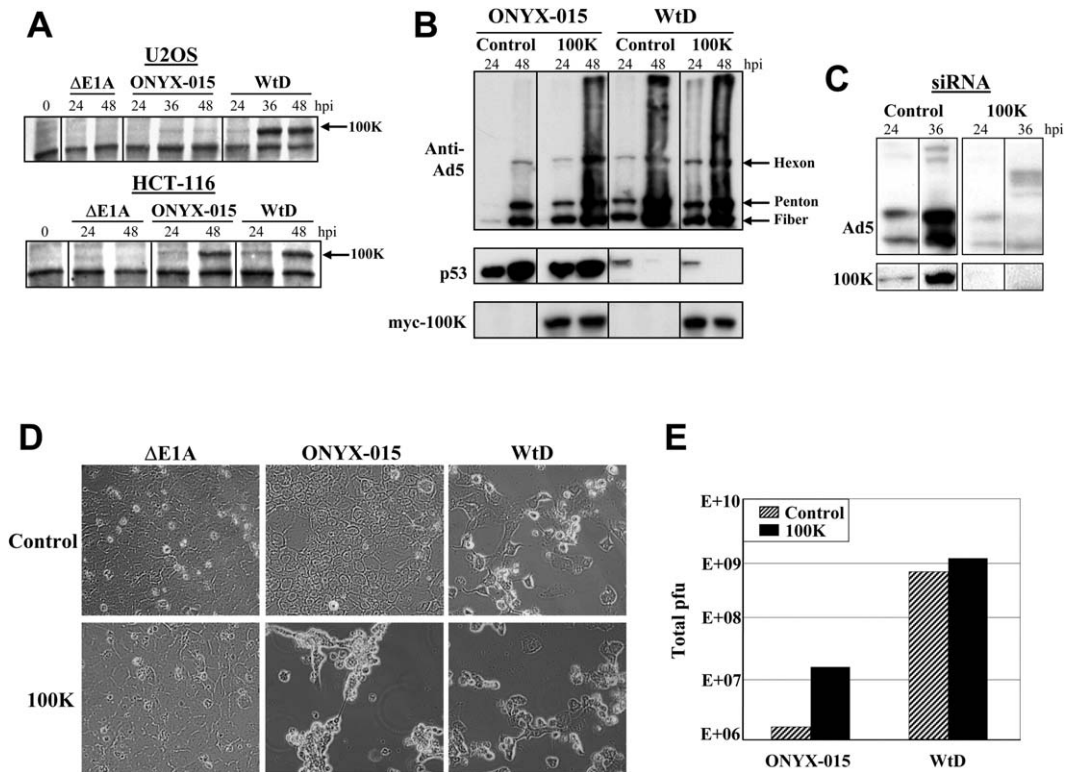 A
U2OS
ΔE1A ONYX-015 WtD
0 24 48 24 36 48 24 36 48 hpi
100K
HCT-116
ΔE1A ONYX-015 WtD
0 24 48 24 48 24 48 hpi
100K
B
ONYX-015 WtD
Control 100K Control 100K
24 48 24 48 24 48 24 48 hpi
Anti-
Ad5
Hexon
Penton
Fiber
p53
myc-100K
C
siRNA
Control 100K
24 36 24 36 hpi
Ad5
100K
D
ΔE1A ONYX-015 WtD
Control
100K
E
Total pfu
E+10
E+09
E+08
E+07
E+06
Control
100K
ONYX-015 WtD